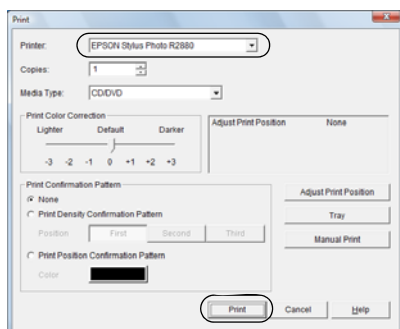 Print
Printer: EPSON Stylus Photo R2880
Copies: 1
Media Type: CD/DVD
Print Color Correction
Lighter Default Darker
-3 -2 -1 0 +1 +2 +3
Adjust Print Position None
Print Confirmation Pattern
None
Print Density Confirmation Pattern
Position First Second Third
Print Position Confirmation Pattern
Color
Adjust Print Position
Tray
Manual Print
Print Cancel Help